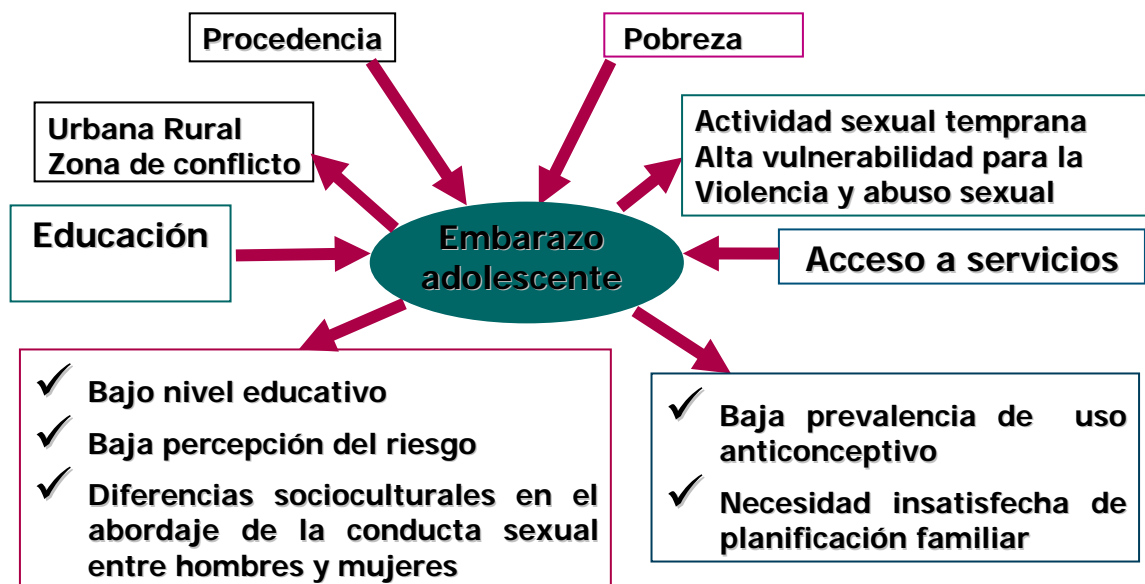 Procedencia
Pobreza
Urbana Rural
Zona de conflicto
Actividad sexual temprana
Alta vulnerabilidad para la
Violencia y abuso sexual
Educación
Embarazo
adolescente
Acceso a servicios
✓ Bajo nivel educativo
✓ Baja percepción del riesgo
✓ Diferencias socioculturales en el
abordaje de la conducta sexual
entre hombres y mujeres
✓ Baja prevalencia de uso
anticonceptivo
✓ Necesidad insatisfecha de
planificación familiar